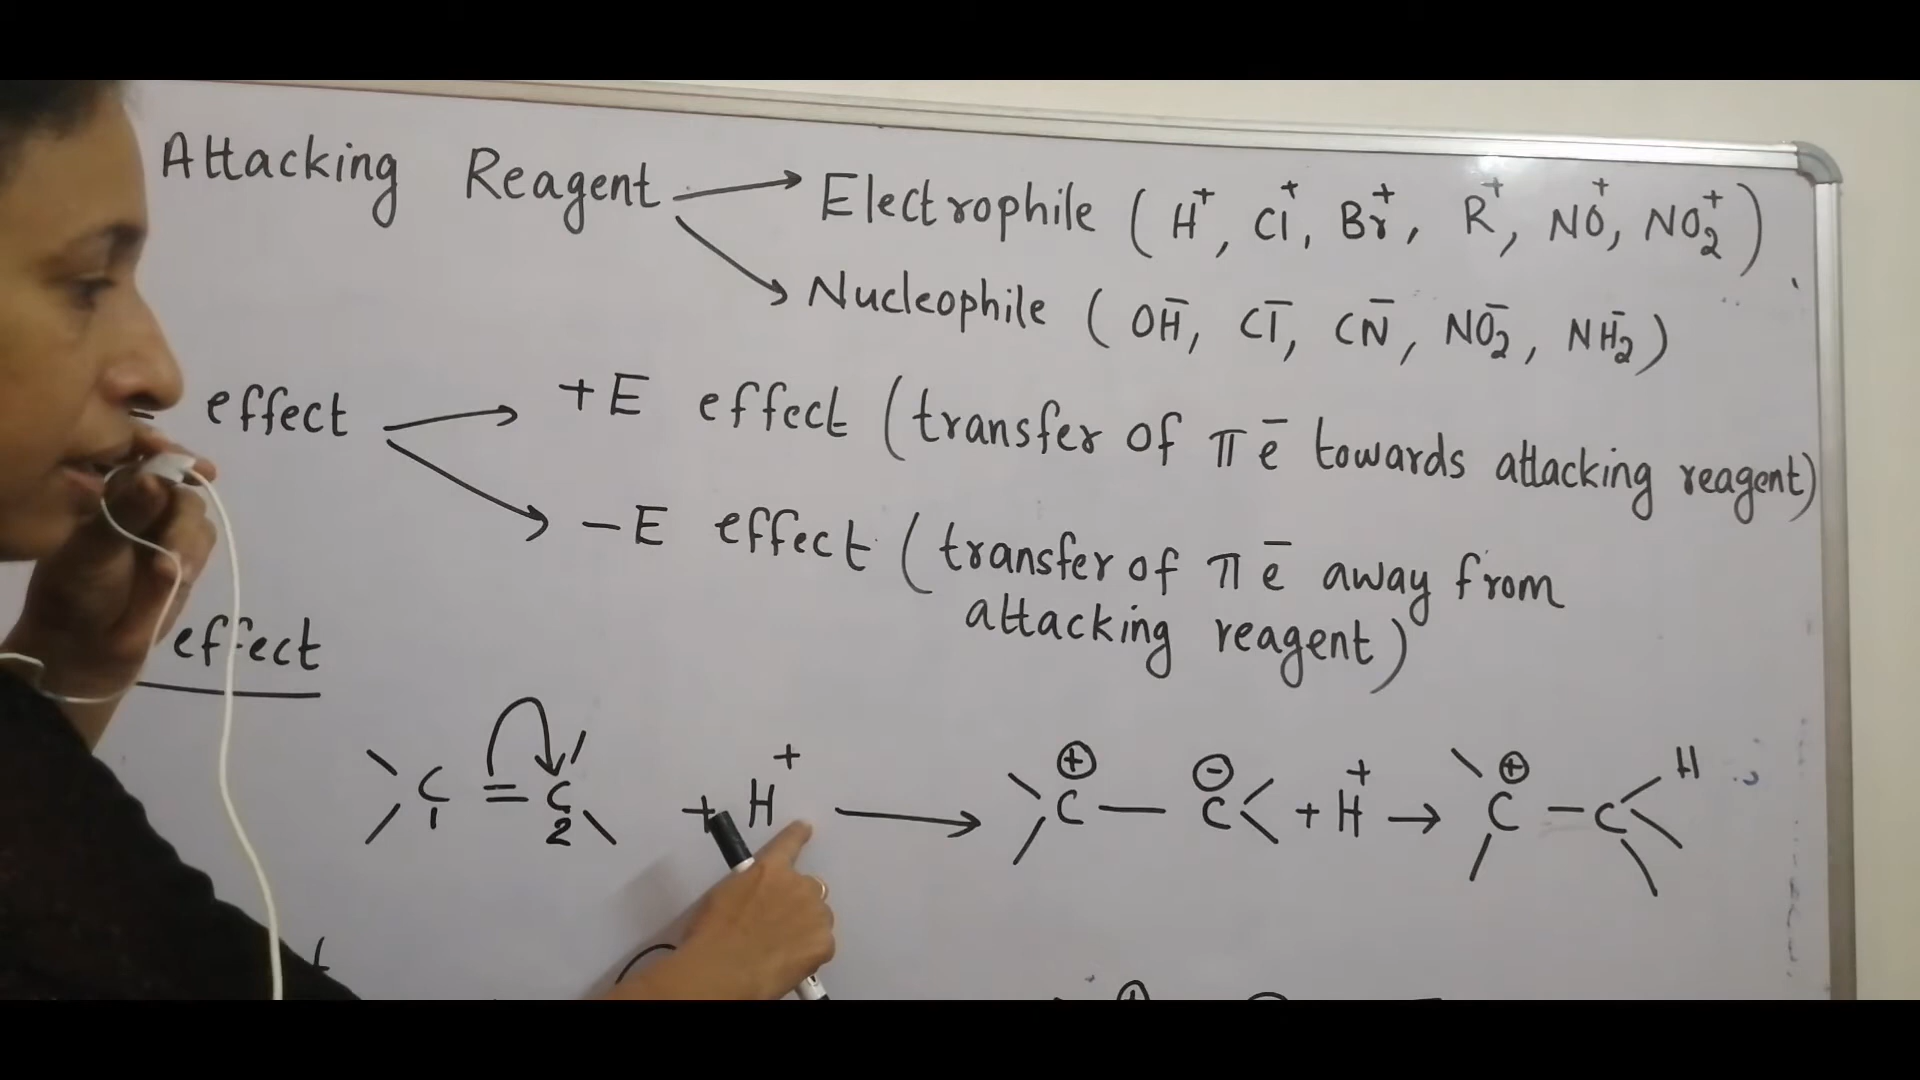 Attacking Reagent → Electrophile (H⁺, Cl⁺, Br⁺, R⁺, NO⁺, NO₂⁺)
Nucleophile (OH⁻, Cl⁻, CN⁻, NO₂⁻, NH₂⁻)
effect → +E effect (transfer of π e⁻ towards attacking reagent)
−E effect (transfer of π e⁻ away from
attacking reagent)
effect
C1 = C2 + H⁺ → C⊕ — C⊖ + H⁺ → C⊕ — C H